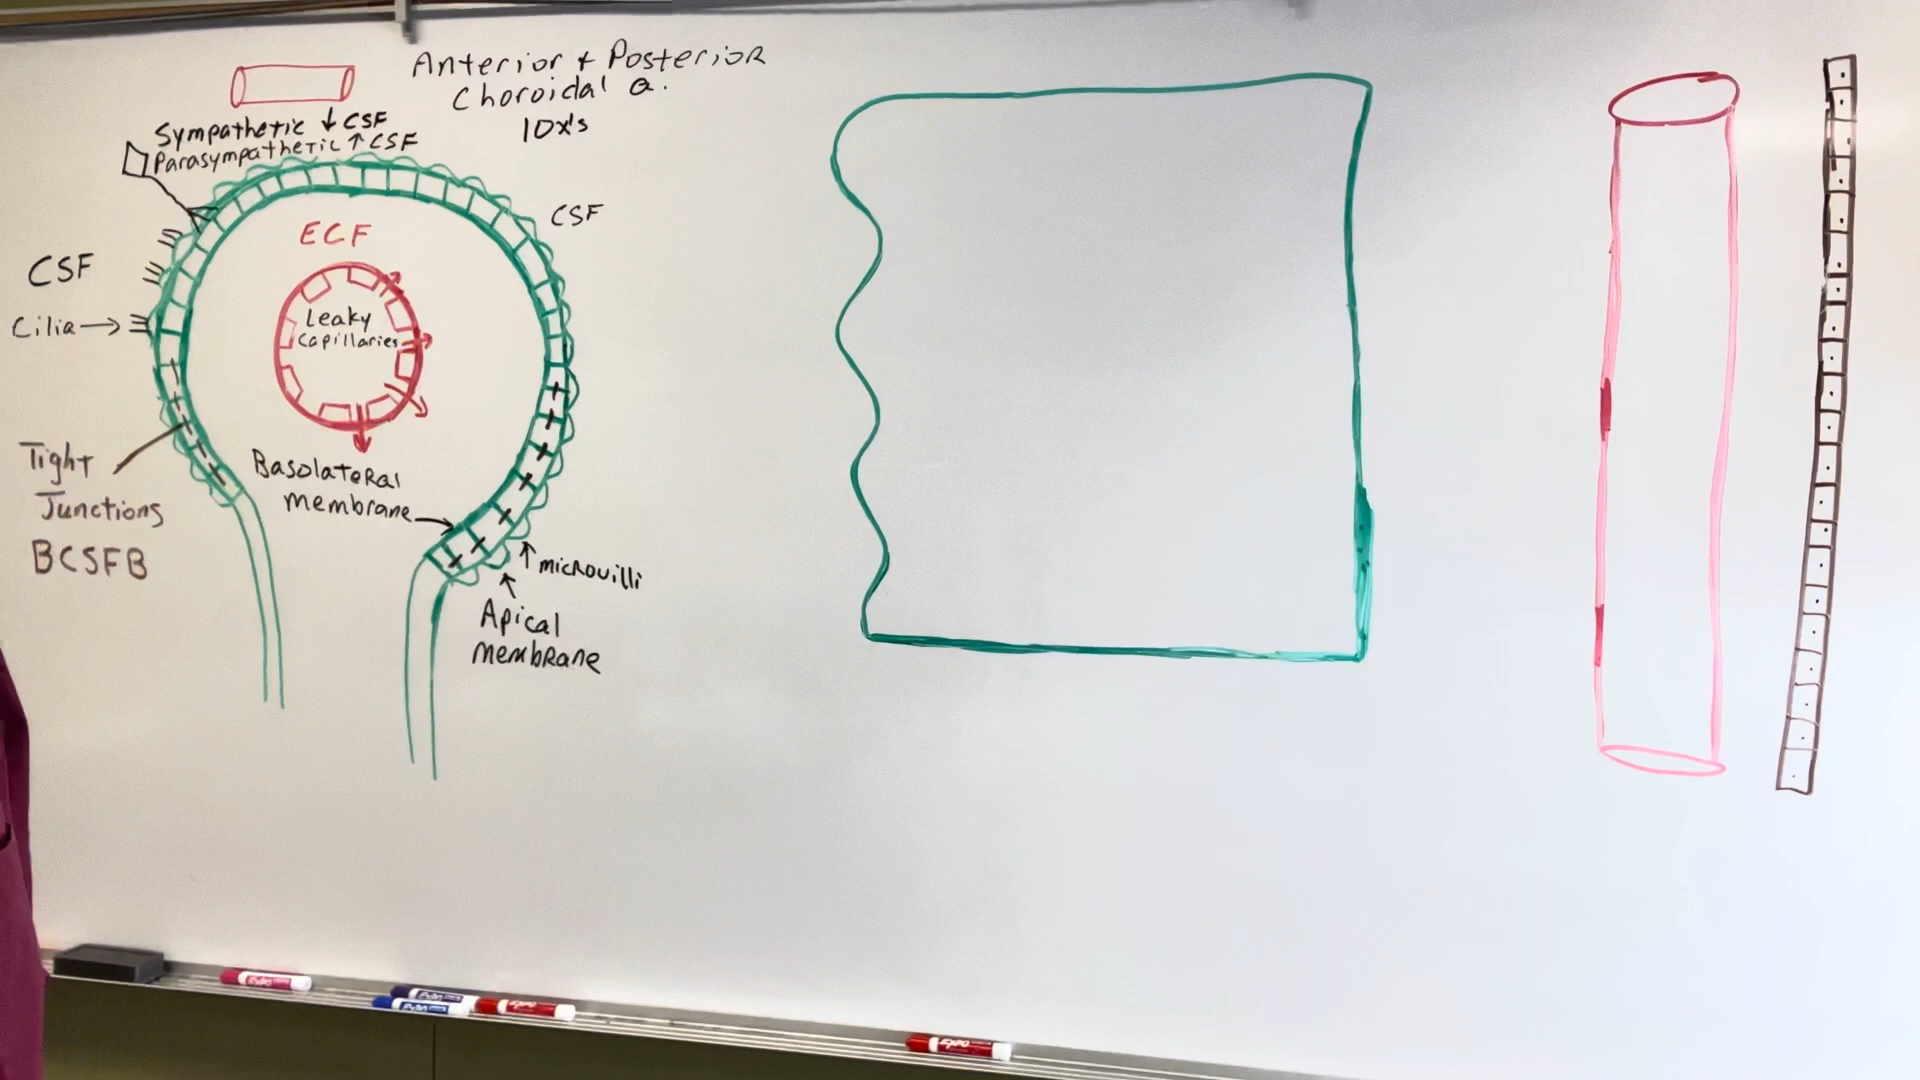 Anterior + Posterior
Choroidal a.
10x's
Sympathetic ↓ CSF
Parasympathetic ↑ CSF
CSF
ECF
CSF
Leaky
Capillaries
Cilia →
Tight
Junctions
BCSFB
Basolateral
membrane
↑ microvilli
Apical
membrane
EXPO